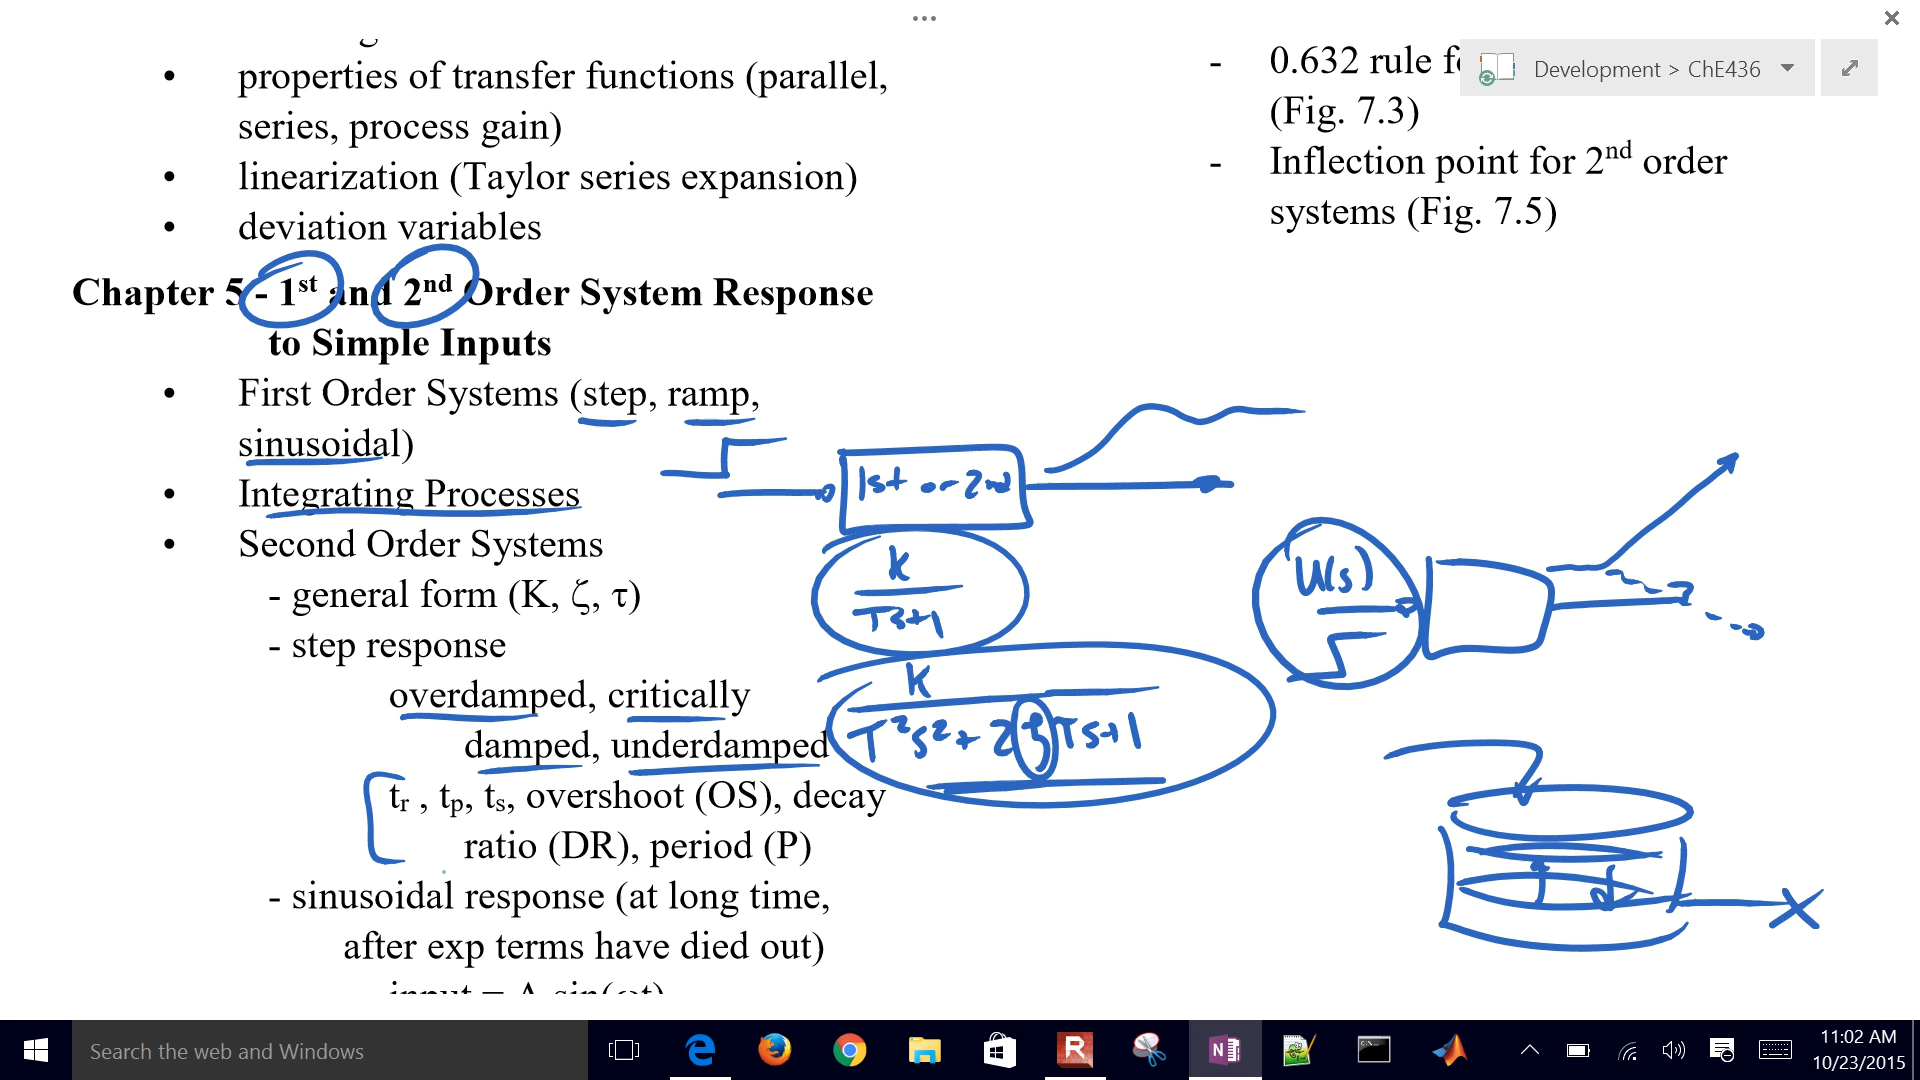 • properties of transfer functions (parallel,
series, process gain)
• linearization (Taylor series expansion)
• deviation variables
Chapter 5 - 1st and 2nd Order System Response
to Simple Inputs
• First Order Systems (step, ramp,
sinusoidal)
• Integrating Processes
• Second Order Systems
- general form (K, ζ, τ)
- step response
overdamped, critically
damped, underdamped
tr , tp, ts, overshoot (OS), decay
ratio (DR), period (P)
- sinusoidal response (at long time,
after exp terms have died out)
input = A sin(ωt)
- 0.632 rule
(Fig. 7.3)
- Inflection point for 2nd order
systems (Fig. 7.5)
Development > ChE436
1st or 2nd
K
τs+1
K
τ²s²+2ζτs+1
U(s)
Search the web and Windows
11:02 AM
10/23/2015